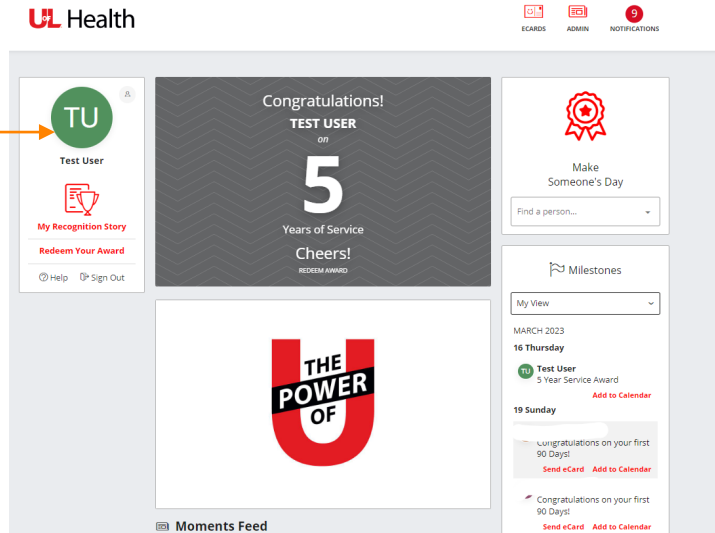 UofL Health
ECARDS
ADMIN
9
NOTIFICATIONS
TU
Test User
My Recognition Story
Redeem Your Award
Help
Sign Out
Congratulations!
TEST USER
on
5
Years of Service
Cheers!
REDEEM AWARD
THE
POWER
OF
Moments Feed
Make
Someone's Day
Find a person...
Milestones
My View
MARCH 2023
16 Thursday
TU
Test User
5 Year Service Award
Add to Calendar
19 Sunday
Congratulations on your first
90 Days!
Send eCard Add to Calendar
Congratulations on your first
90 Days!
Send eCard Add to Calendar